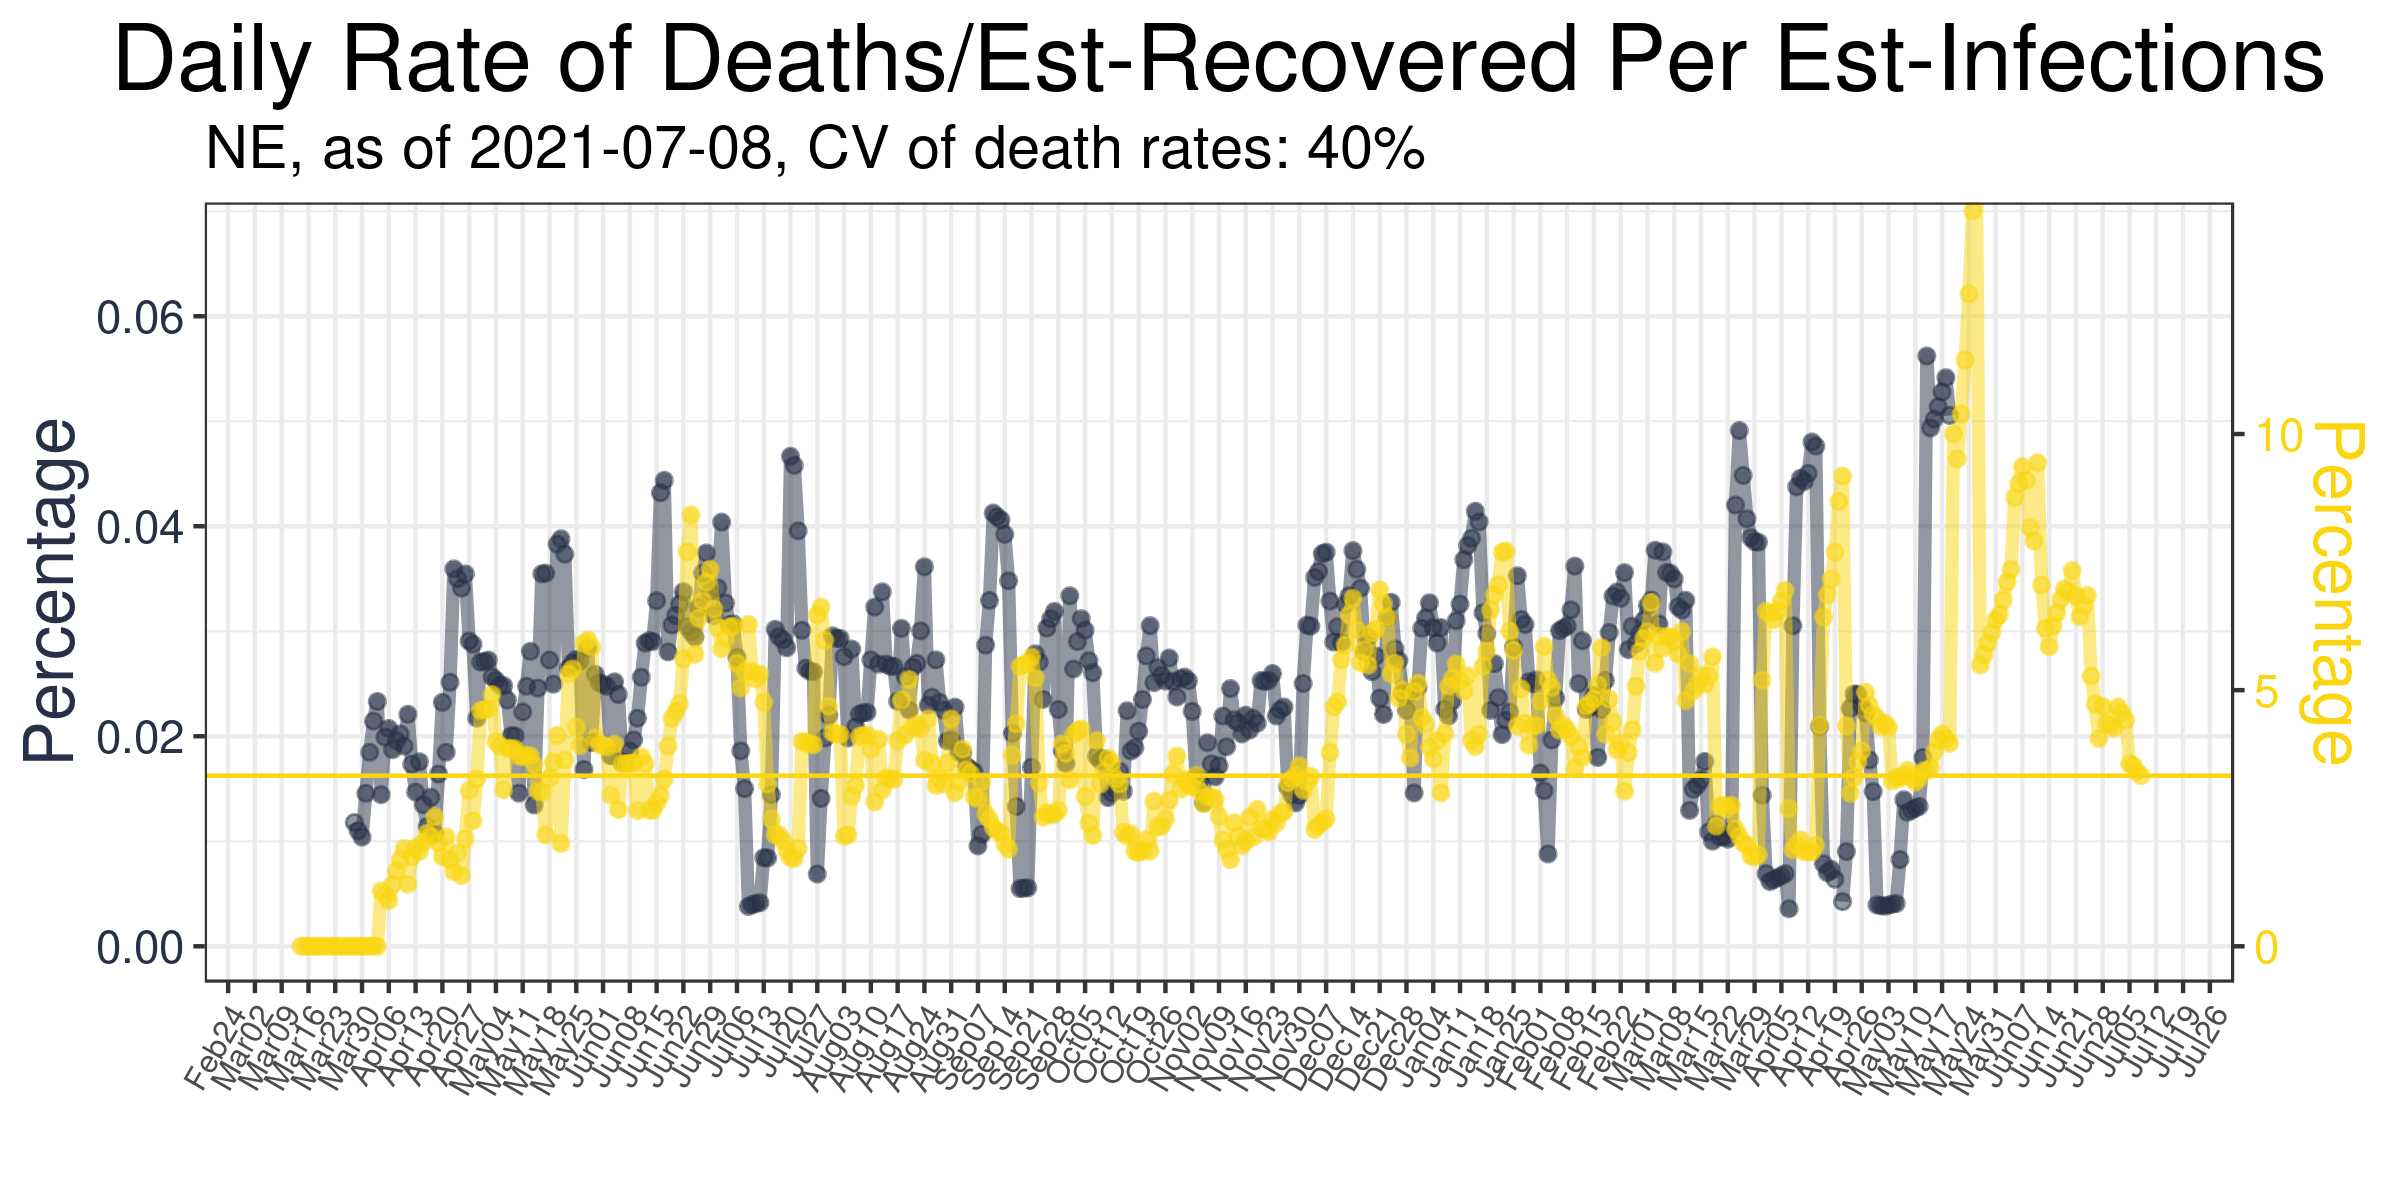 Daily Rate of Deaths/Est-Recovered Per Est-Infections
NE, as of 2021-07-08, CV of death rates: 40%
Percentage
0.06
0.04
0.02
0.00
10
5
0
Percentage
Feb24
Mar02
Mar09
Mar16
Mar23
Mar30
Apr06
Apr13
Apr20
Apr27
May04
May11
May18
May25
Jun01
Jun08
Jun15
Jun22
Jun29
Jul06
Jul13
Jul20
Jul27
Aug03
Aug10
Aug17
Aug24
Aug31
Sep07
Sep14
Sep21
Sep28
Oct05
Oct12
Oct19
Oct26
Nov02
Nov09
Nov16
Nov23
Nov30
Dec07
Dec14
Dec21
Dec28
Jan04
Jan11
Jan18
Jan25
Feb01
Feb08
Feb15
Feb22
Mar01
Mar08
Mar15
Mar22
Mar29
Apr05
Apr12
Apr19
Apr26
May03
May10
May17
May24
May31
Jun07
Jun14
Jun21
Jun28
Jul05
Jul12
Jul19
Jul26